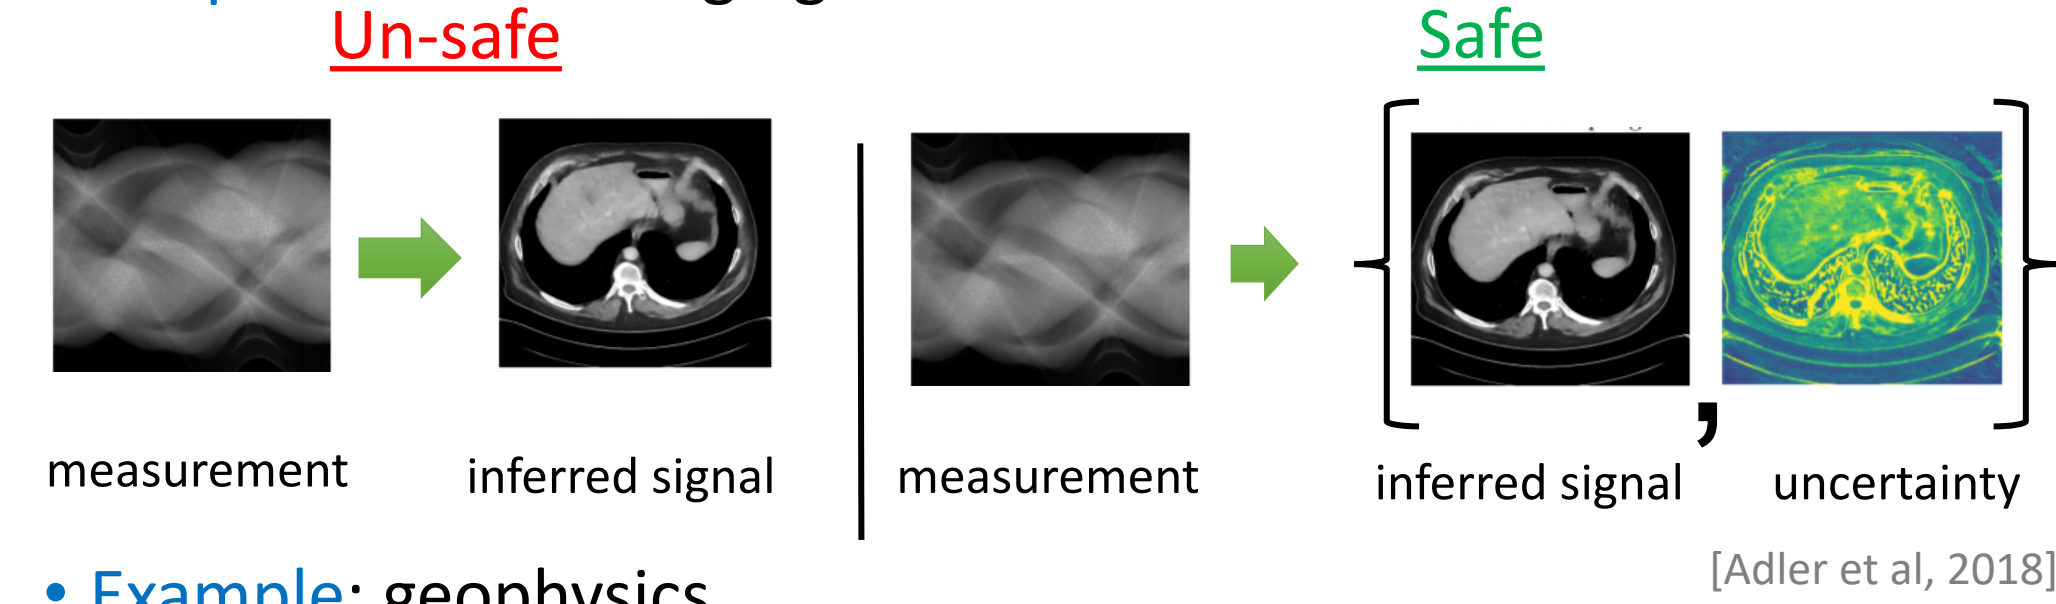 Un-safe
Safe
measurement
inferred signal
measurement
inferred signal
,
uncertainty
[Adler et al, 2018]
• Example: geophysics